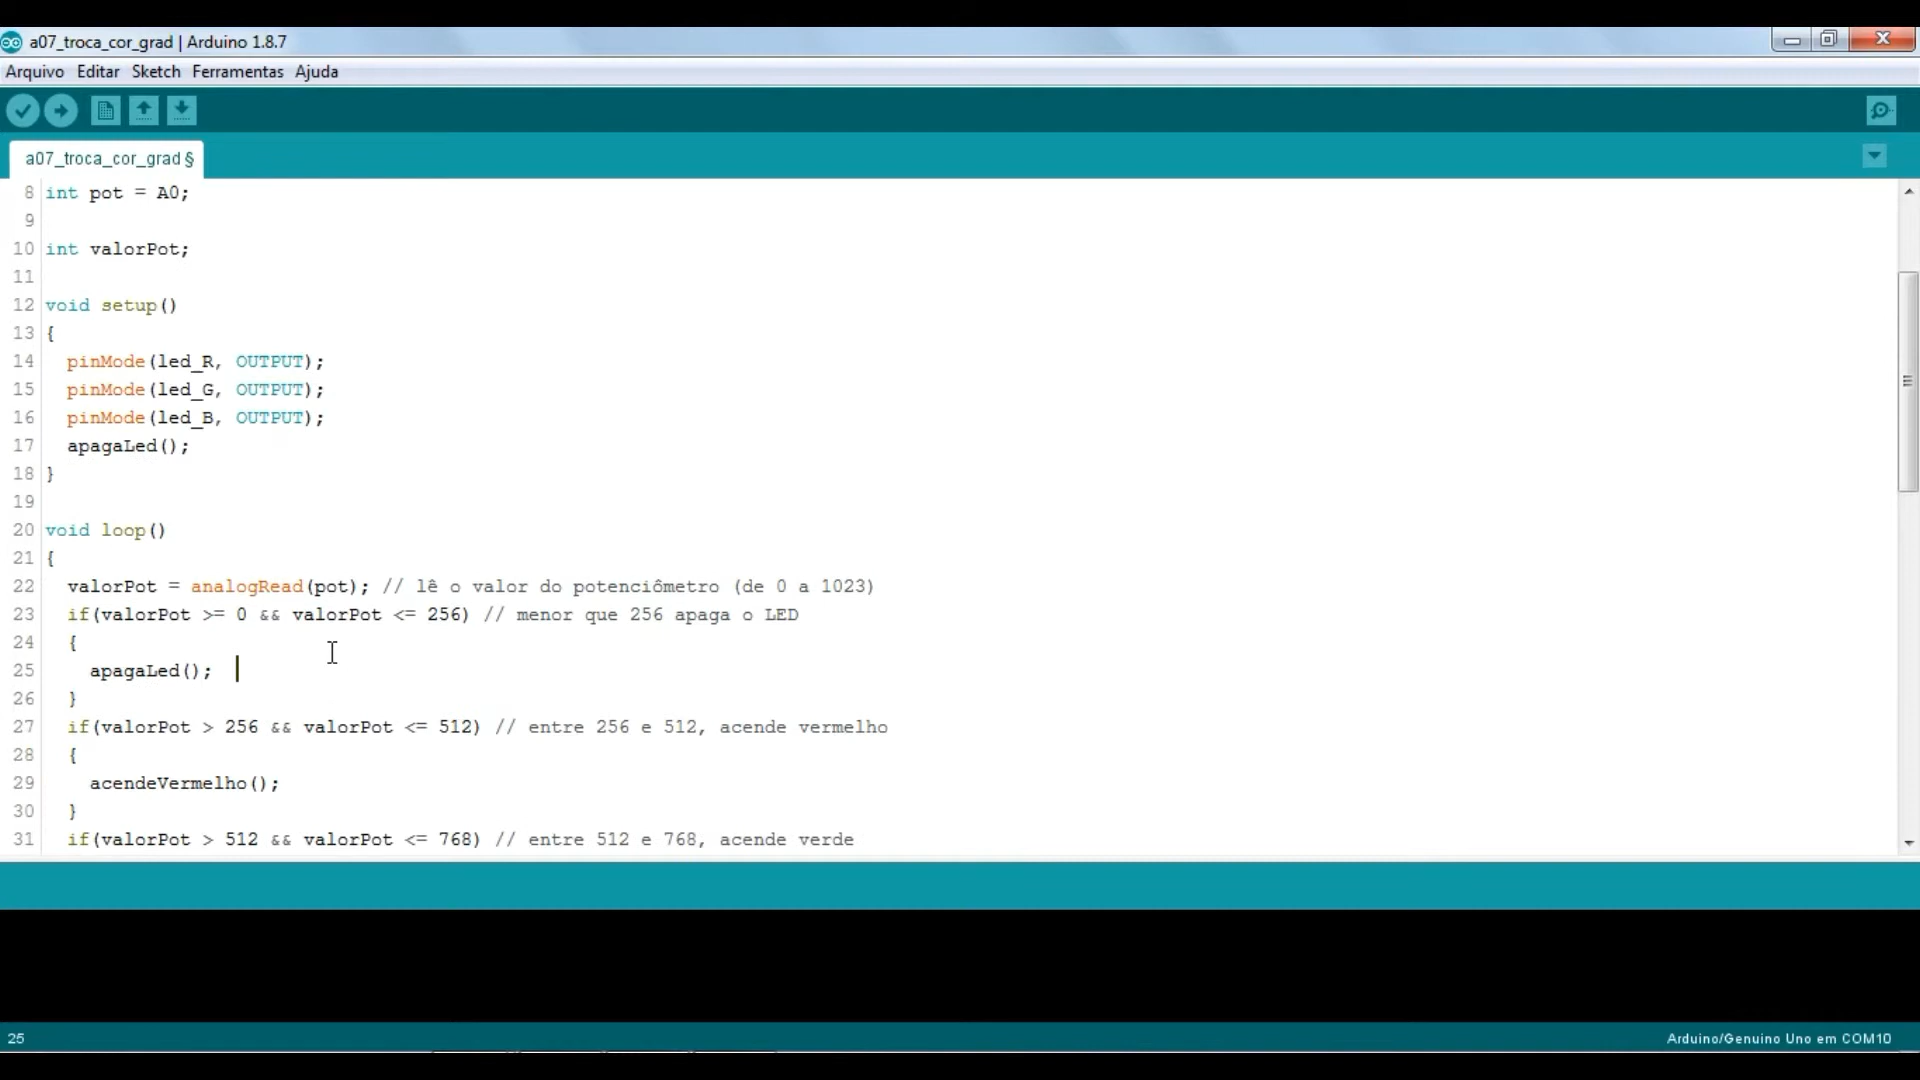 a07_troca_cor_grad | Arduino 1.8.7
Arquivo Editar Sketch Ferramentas Ajuda
a07_troca_cor_grad §
8 int pot = A0;
9
10 int valorPot;
11
12 void setup()
13 {
14 pinMode(led_R, OUTPUT);
15 pinMode(led_G, OUTPUT);
16 pinMode(led_B, OUTPUT);
17 apagaLed();
18 }
19
20 void loop()
21 {
22 valorPot = analogRead(pot); // lê o valor do potenciômetro (de 0 a 1023)
23 if(valorPot >= 0 && valorPot <= 256) // menor que 256 apaga o LED
24 {
25 apagaLed();
26 }
27 if(valorPot > 256 && valorPot <= 512) // entre 256 e 512, acende vermelho
28 {
29 acendeVermelho();
30 }
31 if(valorPot > 512 && valorPot <= 768) // entre 512 e 768, acende verde
25 Arduino/Genuino Uno em COM10